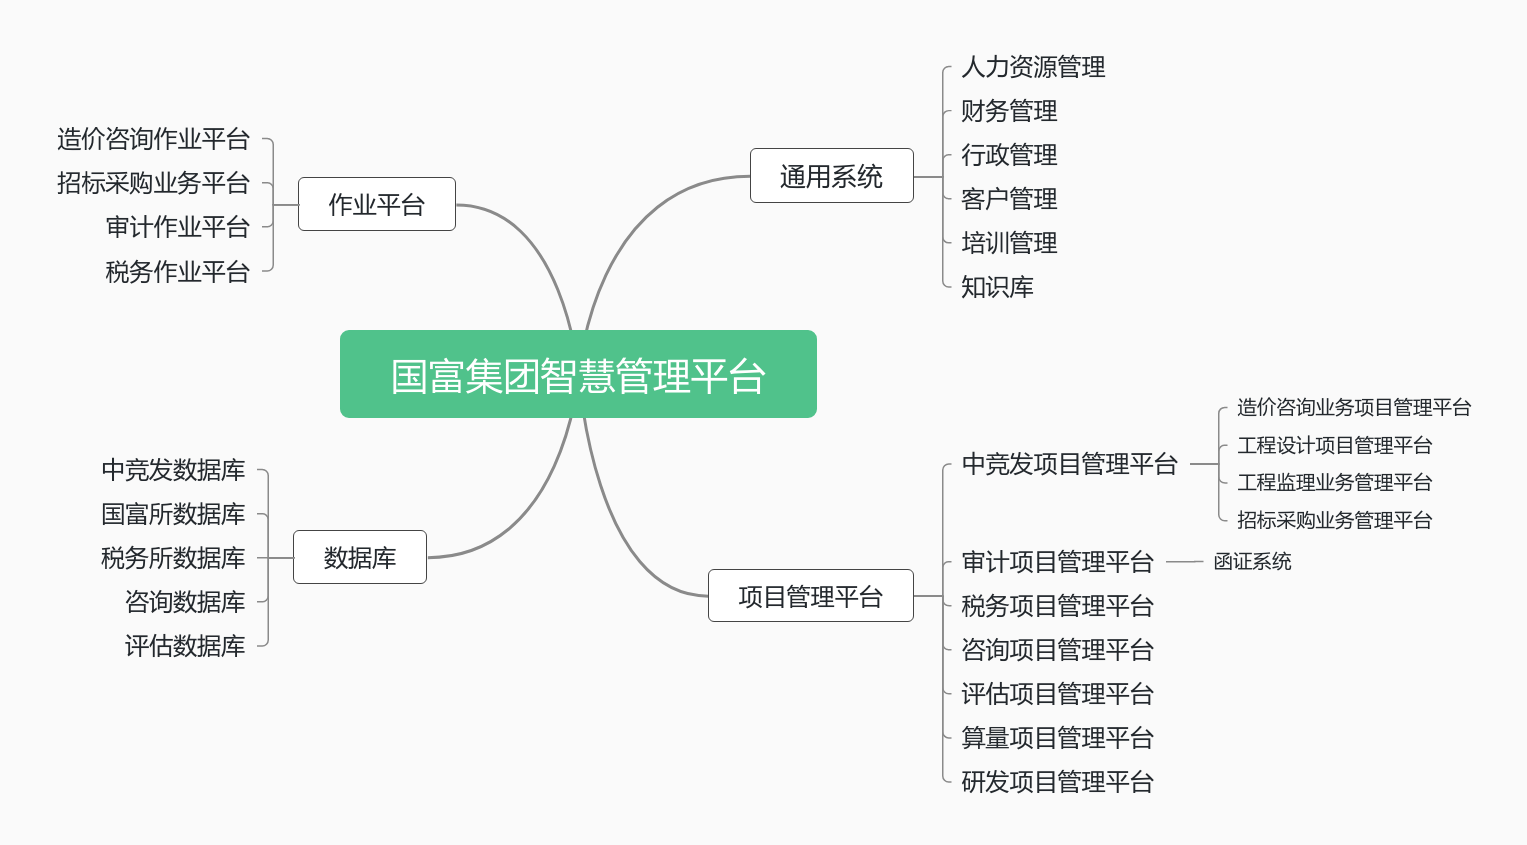 国富集团智慧管理平台
通用系统
人力资源管理
财务管理
行政管理
客户管理
培训管理
知识库
项目管理平台
中竞发项目管理平台
造价咨询业务项目管理平台
工程设计项目管理平台
工程监理业务管理平台
招标采购业务管理平台
审计项目管理平台
函证系统
税务项目管理平台
咨询项目管理平台
评估项目管理平台
算量项目管理平台
研发项目管理平台
作业平台
造价咨询作业平台
招标采购业务平台
审计作业平台
税务作业平台
数据库
中竞发数据库
国富所数据库
税务所数据库
咨询数据库
评估数据库